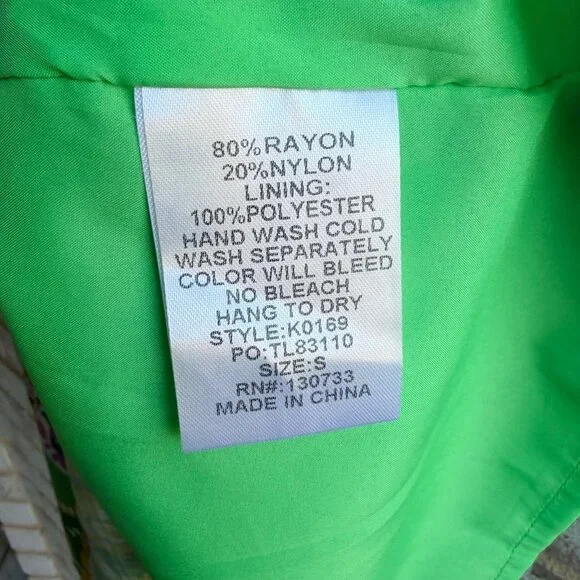 80%RAYON
20%NYLON
LINING:
100%POLYESTER
HAND WASH COLD
WASH SEPARATELY
COLOR WILL BLEED
NO BLEACH
HANG TO DRY
STYLE:K0169
PO:TL83110
SIZE:S
RN#:130733
MADE IN CHINA